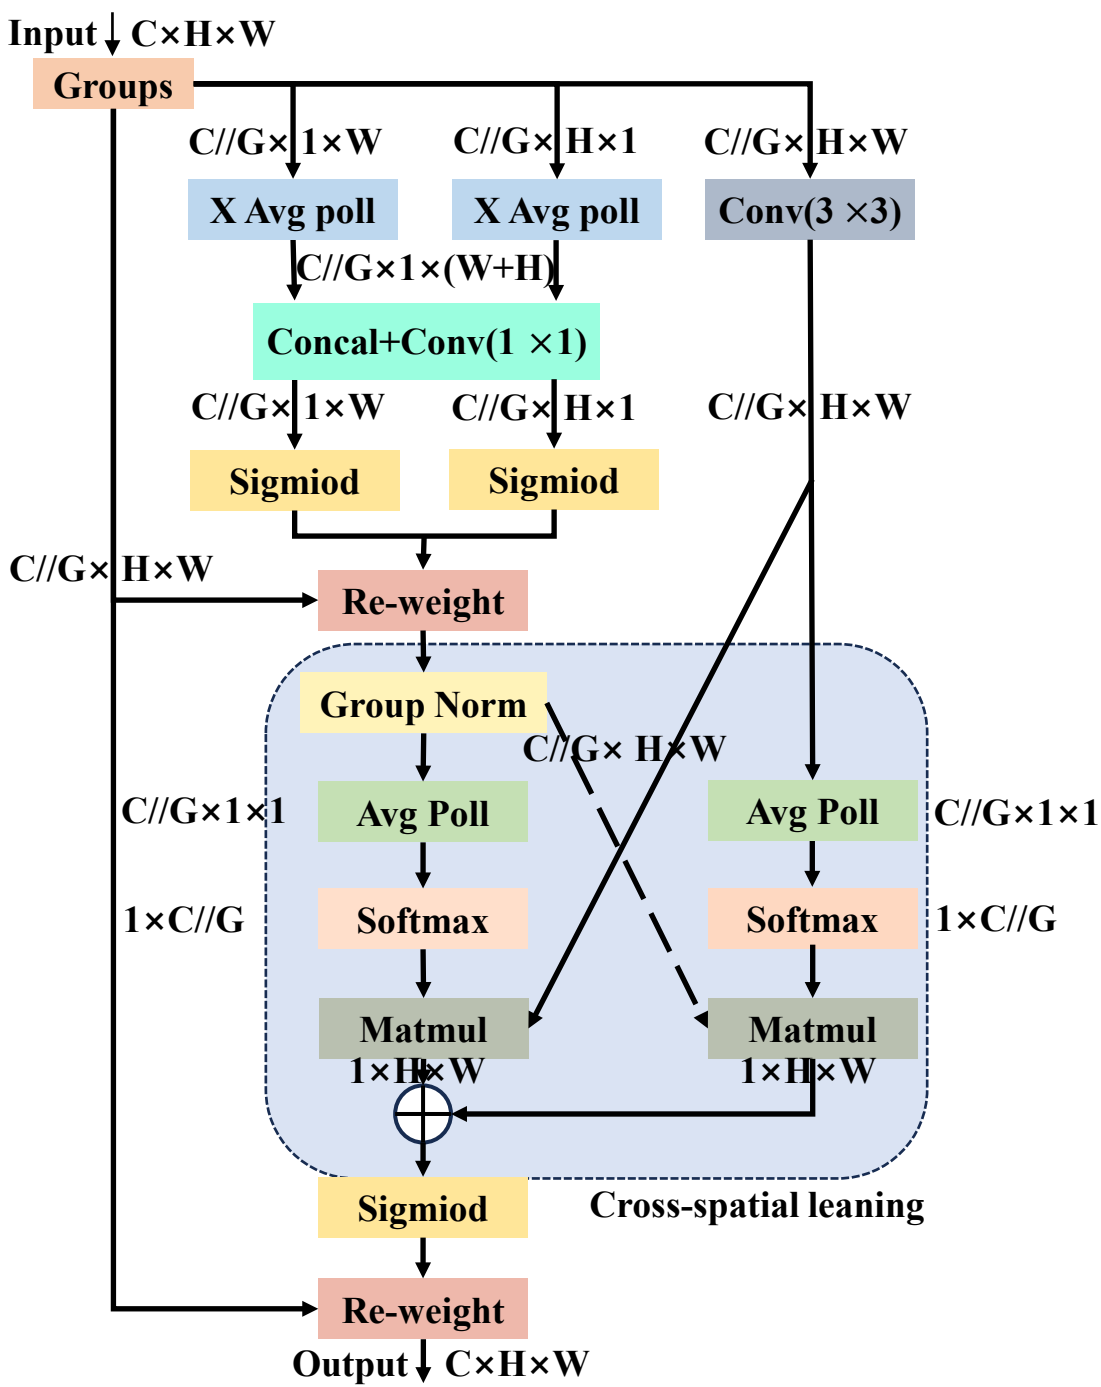 Input C×H×W
Groups
C//G× 1×W C//G× H×1 C//G× H×W
X Avg poll X Avg poll Conv(3 ×3)
C//G×1×(W+H)
Concal+Conv(1 ×1)
C//G× 1×W C//G× H×1 C//G× H×W
Sigmiod Sigmiod
C//G× H×W
Re-weight
Group Norm
C//G× H×W
C//G×1×1 Avg Poll Avg Poll C//G×1×1
1×C//G Softmax Softmax 1×C//G
Matmul Matmul
1×H×W 1×H×W
Sigmiod Cross-spatial leaning
Re-weight
Output C×H×W